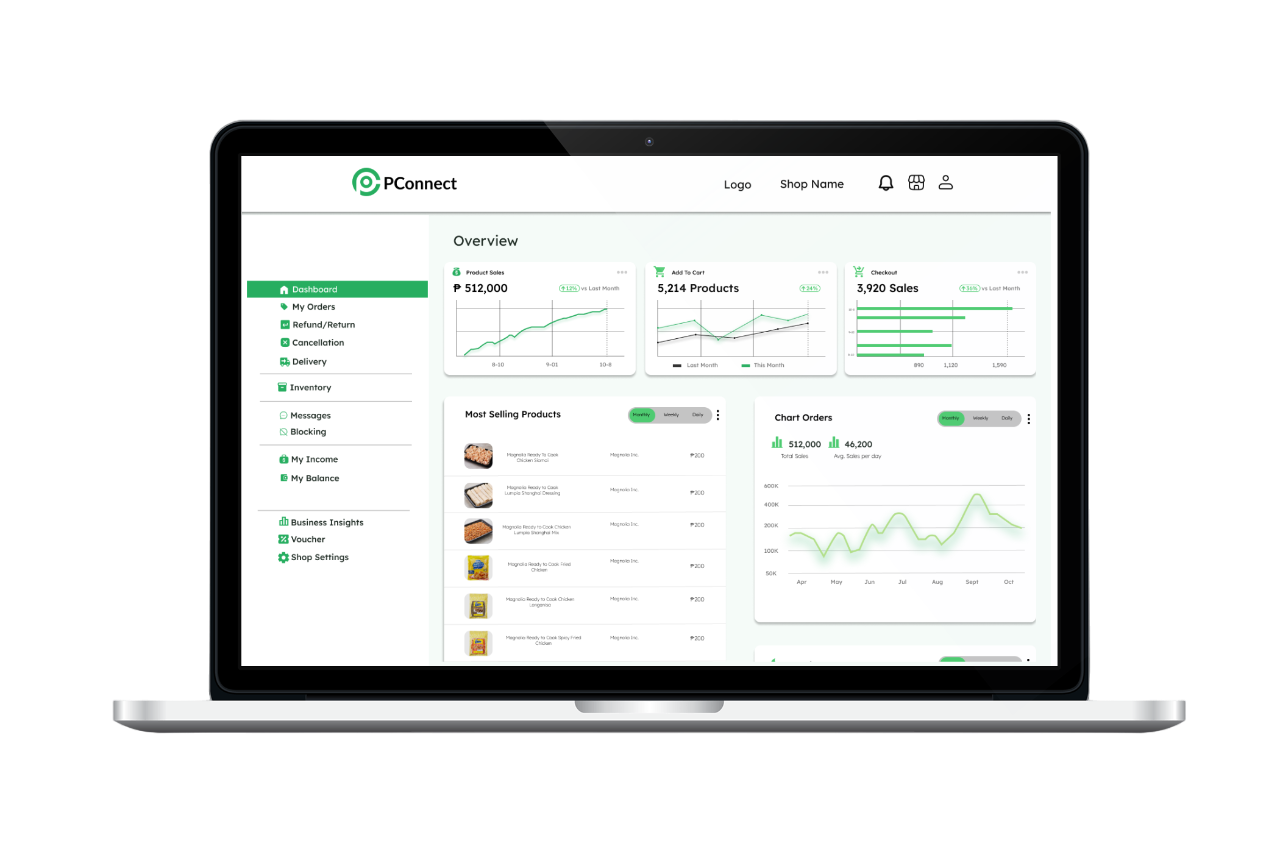 PConnect
Logo
Shop Name
Dashboard
My Orders
Refund/Return
Cancellation
Delivery
Inventory
Messages
Blocking
My Income
My Balance
Business Insights
Voucher
Shop Settings
Overview
Product Sales
₱ 512,000
12% vs Last Month
8-10 9-01 10-8
Add To Cart
5,214 Products
24%
Last Month This Month
Checkout
3,920 Sales
36% vs Last Month
890 1,120 1,590
Most Selling Products
Monthly Weekly Daily
Magnolia Ready To Cook
Chicken Siomai
Magnolia Inc.
₱200
Magnolia Ready to Cook
Lumpia Shanghai Dressing
Magnolia Inc.
₱200
Magnolia Ready to Cook Chicken
Lumpia Shanghai Mix
Magnolia Inc.
₱200
Magnolia Ready to Cook Fried
Chicken
Magnolia Inc.
₱200
Magnolia Ready to Cook Chicken
Longanisa
Magnolia Inc.
₱200
Magnolia Ready to Cook Spicy Fried
Chicken
Magnolia Inc.
₱200
Chart Orders
Monthly Weekly Daily
512,000 46,200
Total Sales Avg. Sales per day
600K
400K
300K
100K
50K
Apr May Jun Jul Aug Sept Oct